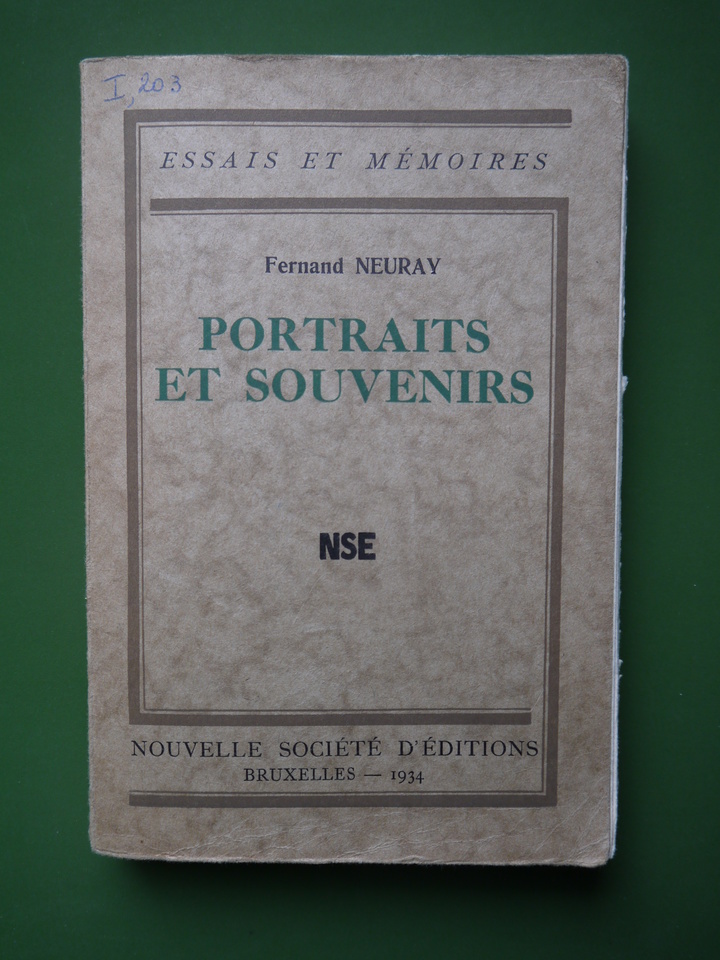 I, 203
ESSAIS ET MÉMOIRES
Fernand NEURAY
PORTRAITS
ET SOUVENIRS
NSE
NOUVELLE SOCIÉTÉ D'ÉDITIONS
BRUXELLES — 1934